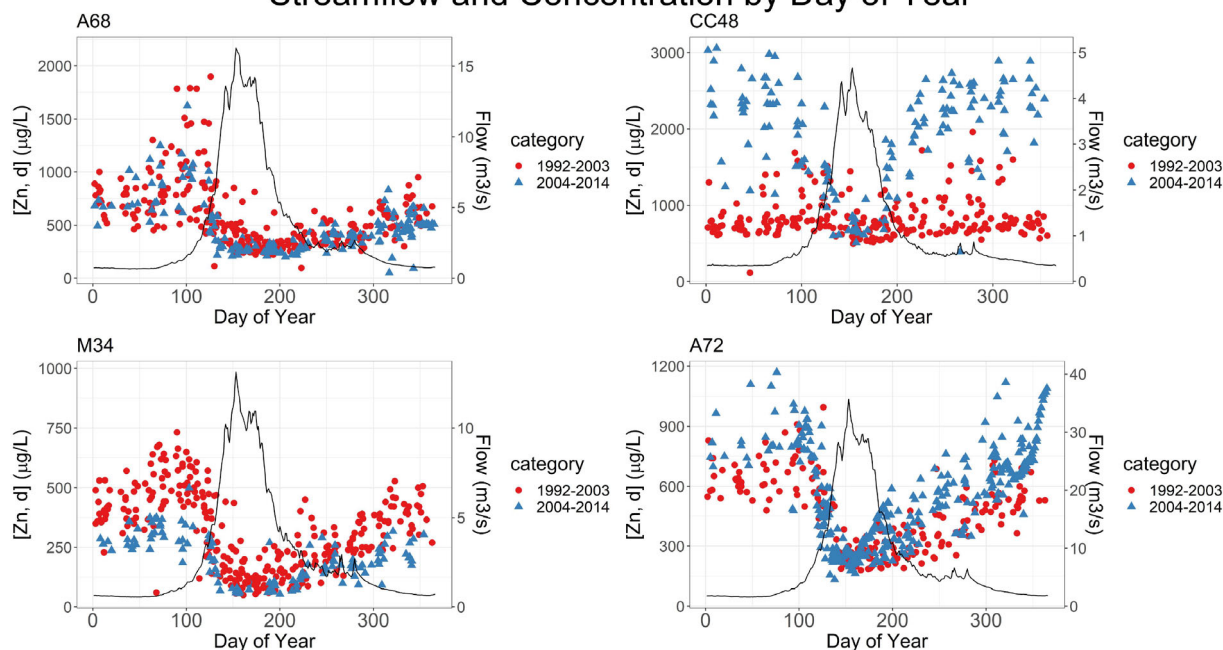 Streamflow and Concentration by Day of Year
A68
2000
1500
1000
500
0
[Zn, d] (µg/L)
15
10
5
0
Flow (m3/s)
0 100 200 300
Day of Year
category
1992-2003
2004-2014
CC48
3000
2000
1000
0
[Zn, d] (µg/L)
5
4
3
2
1
0
Flow (m3/s)
0 100 200 300
Day of Year
category
1992-2003
2004-2014
M34
1000
750
500
250
0
[Zn, d] (µg/L)
10
5
0
Flow (m3/s)
0 100 200 300
Day of Year
category
1992-2003
2004-2014
A72
1200
900
600
300
0
[Zn, d] (µg/L)
40
30
20
10
0
Flow (m3/s)
0 100 200 300
Day of Year
category
1992-2003
2004-2014